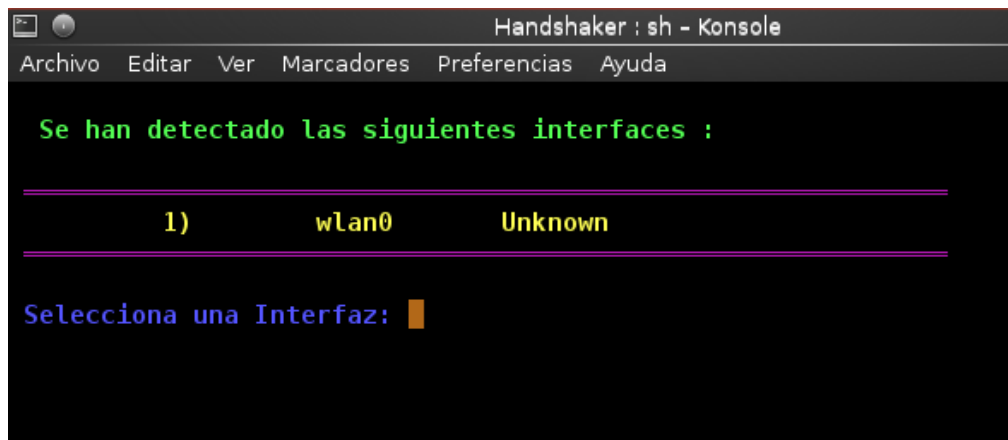 Handshaker : sh – Konsole
Archivo Editar Ver Marcadores Preferencias Ayuda
Se han detectado las siguientes interfaces :
1) wlan0 Unknown
Selecciona una Interfaz: